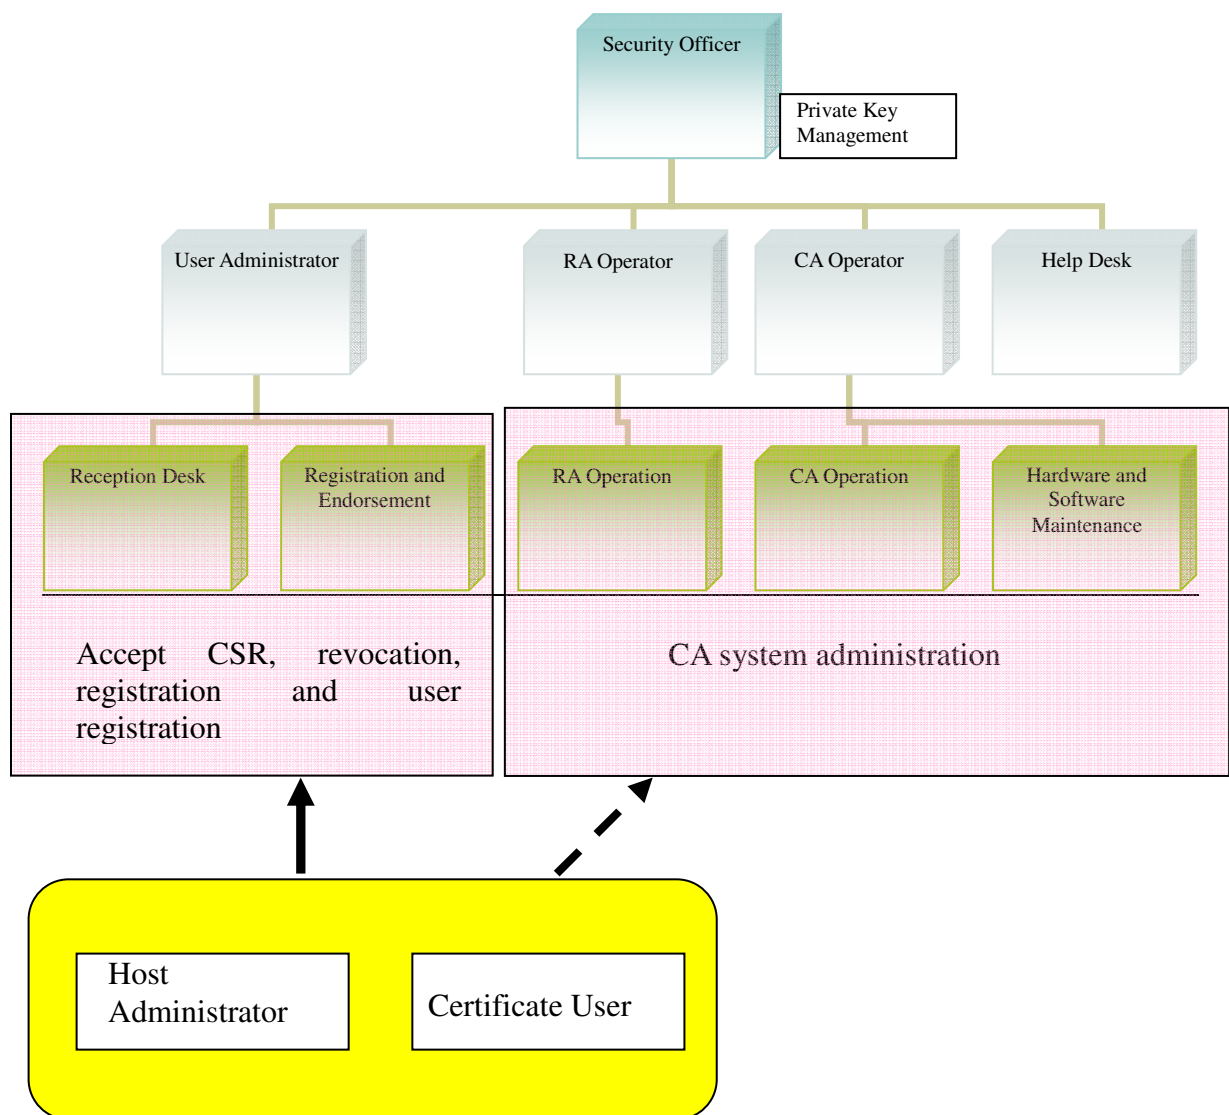 Security Officer
Private Key
Management
User Administrator
RA Operator
CA Operator
Help Desk
Reception Desk
Registration and
Endorsement
RA Operation
CA Operation
Hardware and
Software
Maintenance
Accept CSR, revocation,
registration and user
registration
CA system administration
Host
Administrator
Certificate User